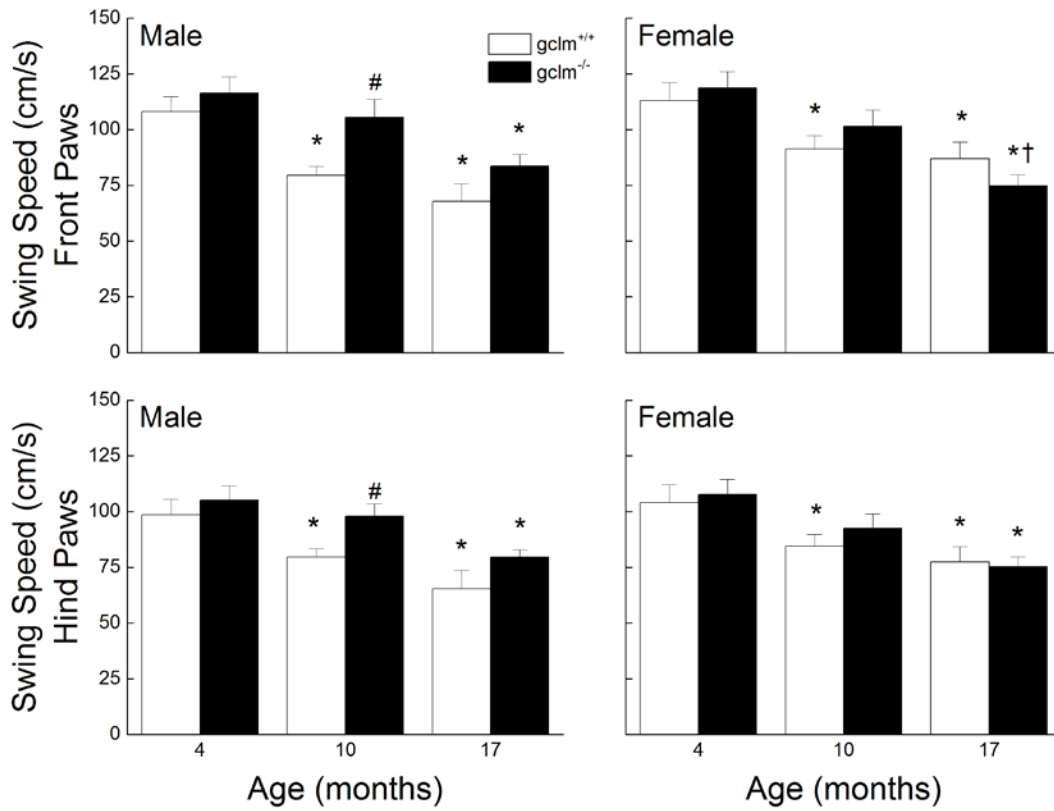 150
125
100
75
50
25
0
Swing Speed (cm/s)
Front Paws
Male
#
*
*
*
gclm+/+
gclm-/-
Female
*
*
*†
150
125
100
75
50
25
0
Swing Speed (cm/s)
Hind Paws
Male
#
*
*
*
4
10
17
Age (months)
Female
*
*
*
4
10
17
Age (months)